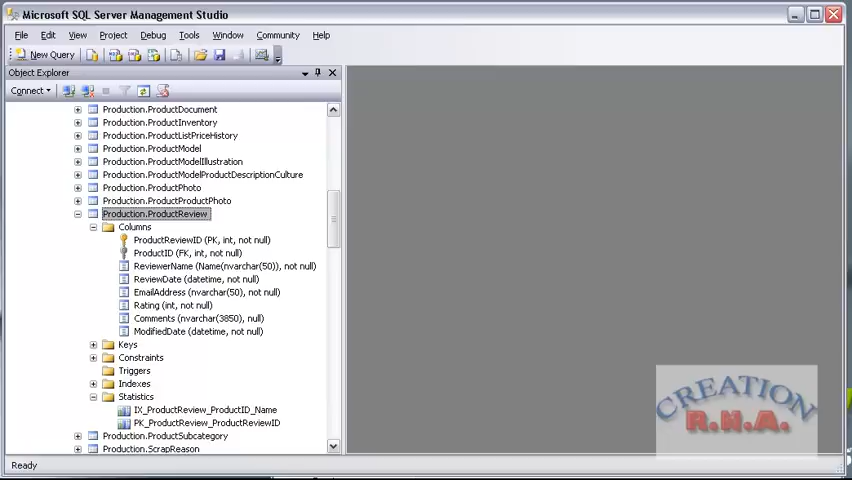 Microsoft SQL Server Management Studio
File Edit View Project Debug Tools Window Community Help
New Query
Object Explorer
Connect
Production.ProductDocument
Production.ProductInventory
Production.ProductListPriceHistory
Production.ProductModel
Production.ProductModelIllustration
Production.ProductModelProductDescriptionCulture
Production.ProductPhoto
Production.ProductProductPhoto
Production.ProductReview
Columns
ProductReviewID (PK, int, not null)
ProductID (FK, int, not null)
ReviewerName (Name(nvarchar(50)), not null)
ReviewDate (datetime, not null)
EmailAddress (nvarchar(50), not null)
Rating (int, not null)
Comments (nvarchar(3850), null)
ModifiedDate (datetime, not null)
Keys
Constraints
Triggers
Indexes
Statistics
IX_ProductReview_ProductID_Name
PK_ProductReview_ProductReviewID
Production.ProductSubcategory
Production.ScrapReason
CREATION
R.H.A.
Ready